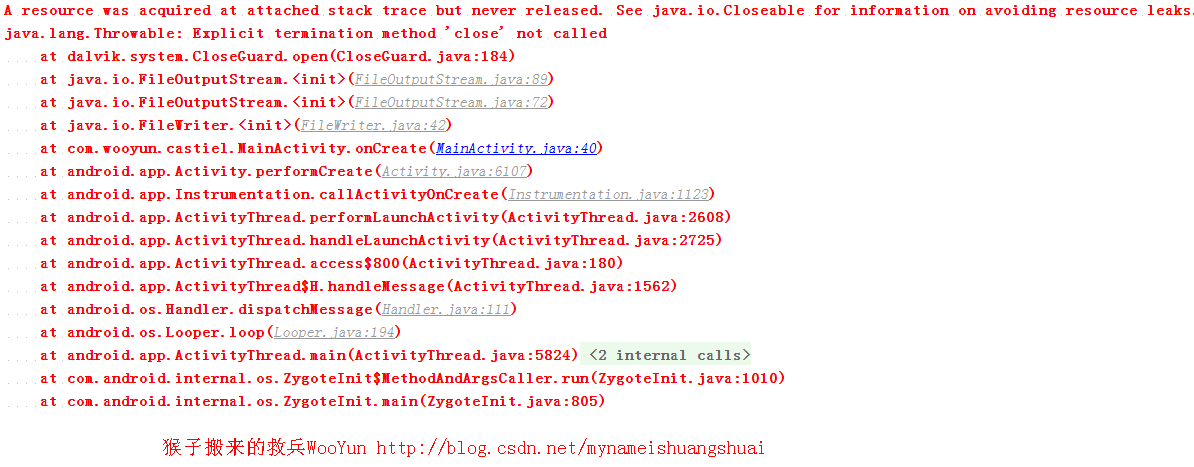 A resource was acquired at attached stack trace but never released. See java.io.Closeable for information on avoiding resource leaks.
java.lang.Throwable: Explicit termination method 'close' not called
at dalvik.system.CloseGuard.open(CloseGuard.java:184)
at java.io.FileOutputStream.<init>(FileOutputStream.java:89)
at java.io.FileOutputStream.<init>(FileOutputStream.java:72)
at java.io.FileWriter.<init>(FileWriter.java:42)
at com.wooyun.castiel.MainActivity.onCreate(MainActivity.java:40)
at android.app.Activity.performCreate(Activity.java:6107)
at android.app.Instrumentation.callActivityOnCreate(Instrumentation.java:1123)
at android.app.ActivityThread.performLaunchActivity(ActivityThread.java:2608)
at android.app.ActivityThread.handleLaunchActivity(ActivityThread.java:2725)
at android.app.ActivityThread.access$800(ActivityThread.java:180)
at android.app.ActivityThread$H.handleMessage(ActivityThread.java:1562)
at android.os.Handler.dispatchMessage(Handler.java:111)
at android.os.Looper.loop(Looper.java:194)
at android.app.ActivityThread.main(ActivityThread.java:5824) <2 internal calls>
at com.android.internal.os.ZygoteInit$MethodAndArgsCaller.run(ZygoteInit.java:1010)
at com.android.internal.os.ZygoteInit.main(ZygoteInit.java:805)
猴子搬来的救兵WooYun http://blog.csdn.net/mynameishuangshuai